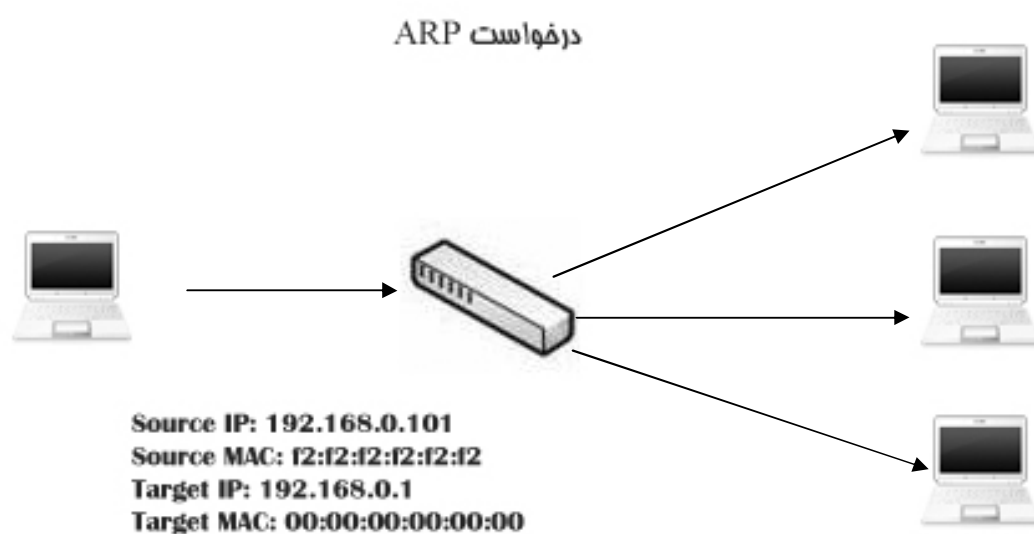 درخواست ARP
Source IP: 192.168.0.101
Source MAC: f2:f2:f2:f2:f2:f2
Target IP: 192.168.0.1
Target MAC: 00:00:00:00:00:00